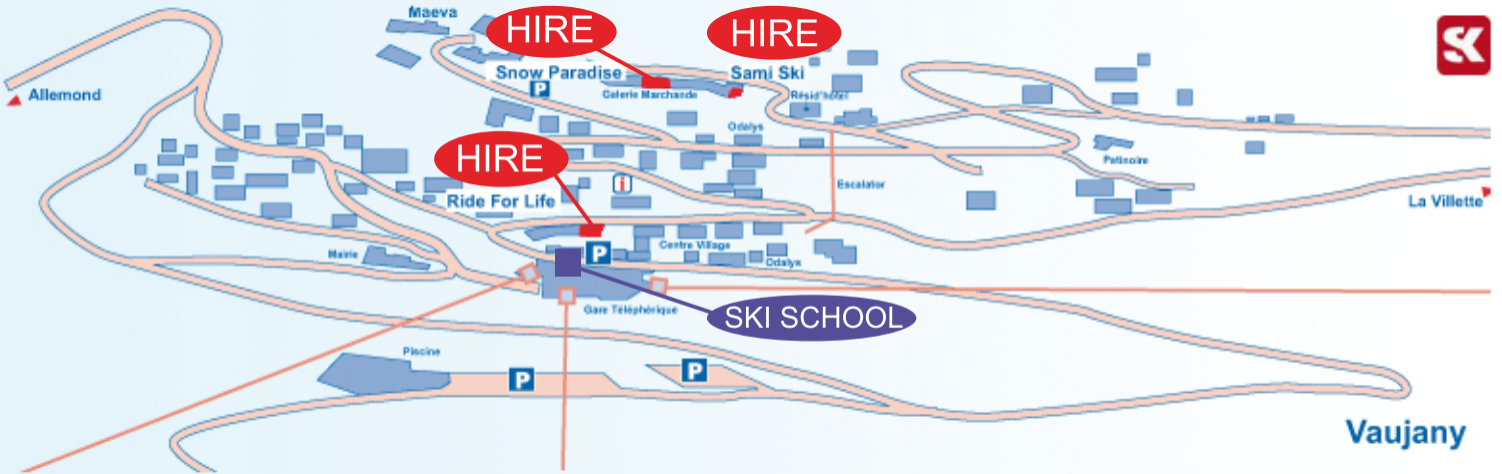 Maeva
HIRE
HIRE
SK
Snow Paradise
Sami Ski
P
Galerie Marchande
Résid'hôtel
Allemond
Odalys
HIRE
Patinoire
i
Escalator
Ride For Life
La Villette
Mairie
P
Centre Village
Odalys
Gare Téléphérique
SKI SCHOOL
Piscine
P
P
Vaujany